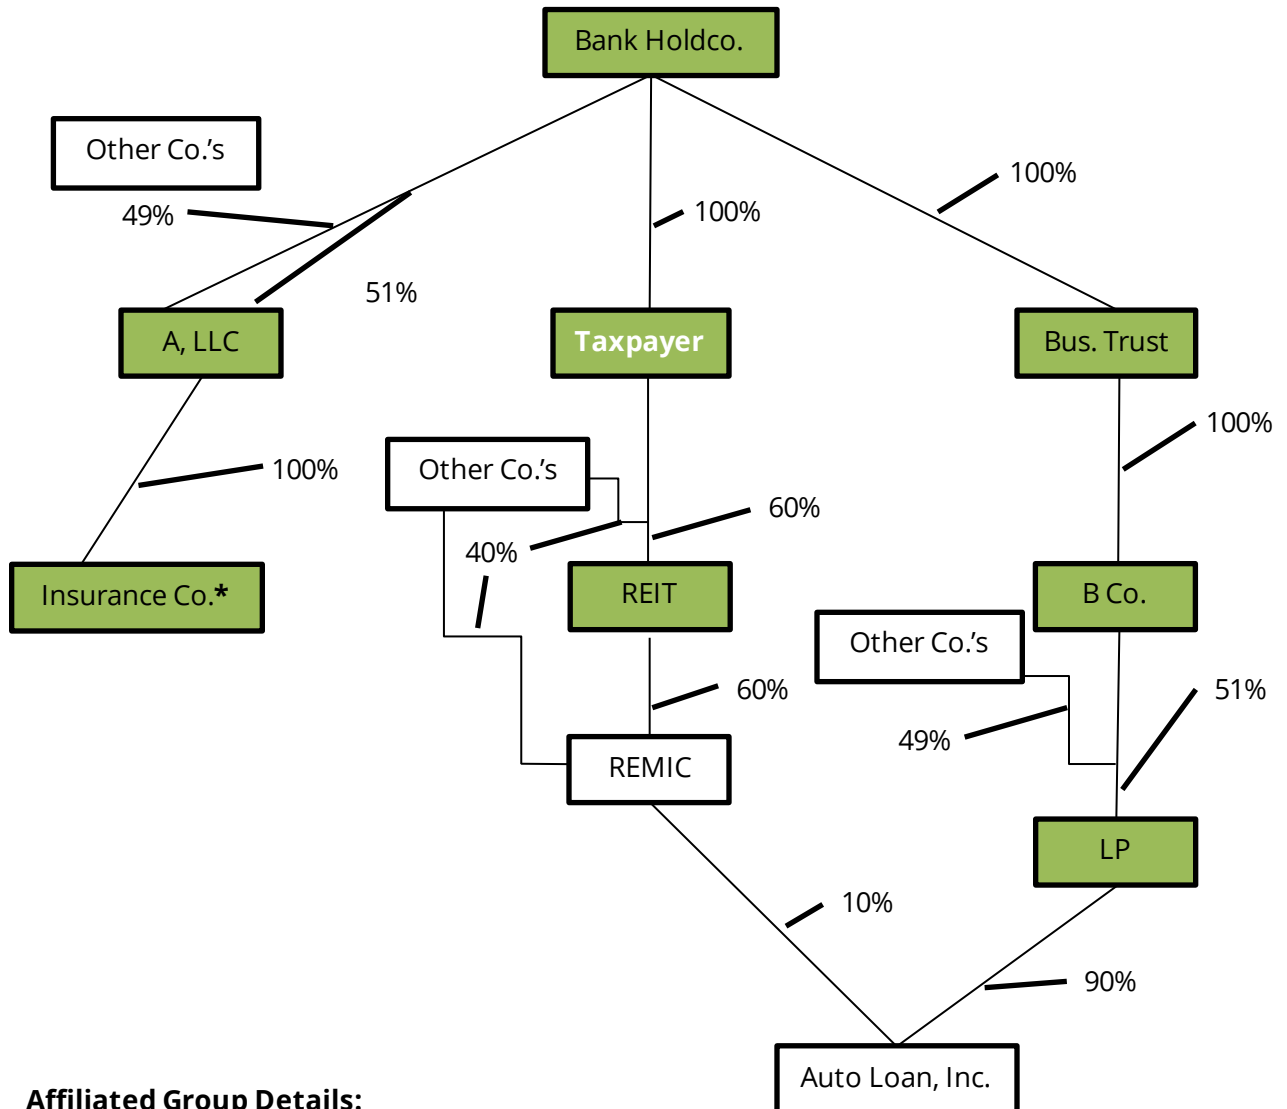 Bank Holdco.
Other Co.’s
49%
100%
100%
51%
A, LLC
Taxpayer
Bus. Trust
100%
Other Co.’s
100%
60%
40%
Insurance Co.*
REIT
B Co.
Other Co.’s
60%
51%
49%
REMIC
LP
10%
90%
Auto Loan, Inc.
Affiliated Group Details: